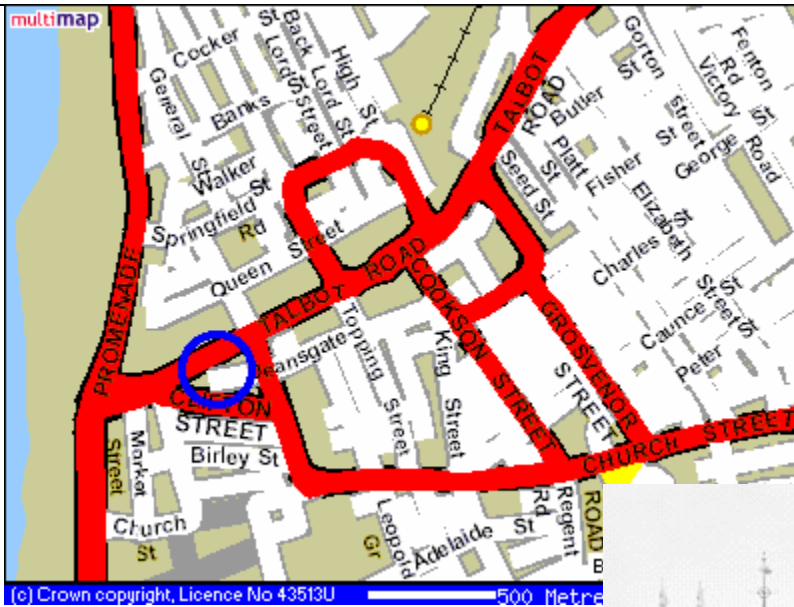 multimap
Cocker
St
Back
Lord St
Lord
Street
High
St
General
St
Banks
St
Walker
St
Springfield
Rd
Queen Street
TALBOT
ROAD
Butler
St
Gorton
street
Fenton
Rd
Victory
Road
St
George
St
Platt
St
Seed St
Fisher
St
Elizabeth
Street
Charles St
Caunce St
Peter
PROMENADE
TALBOT ROAD
Deansgate
Topping
Street
King
Street
COOKSON STREET
GROSVENOR
STREET
CLIFTON
STREET
Birley St
Market
Street
Church
St
CHURCH STREET
Leopold
Gr
Adelaide St
Regent
Rd
ROAD
B
(c) Crown copyright, Licence No 43513U
500 Metre